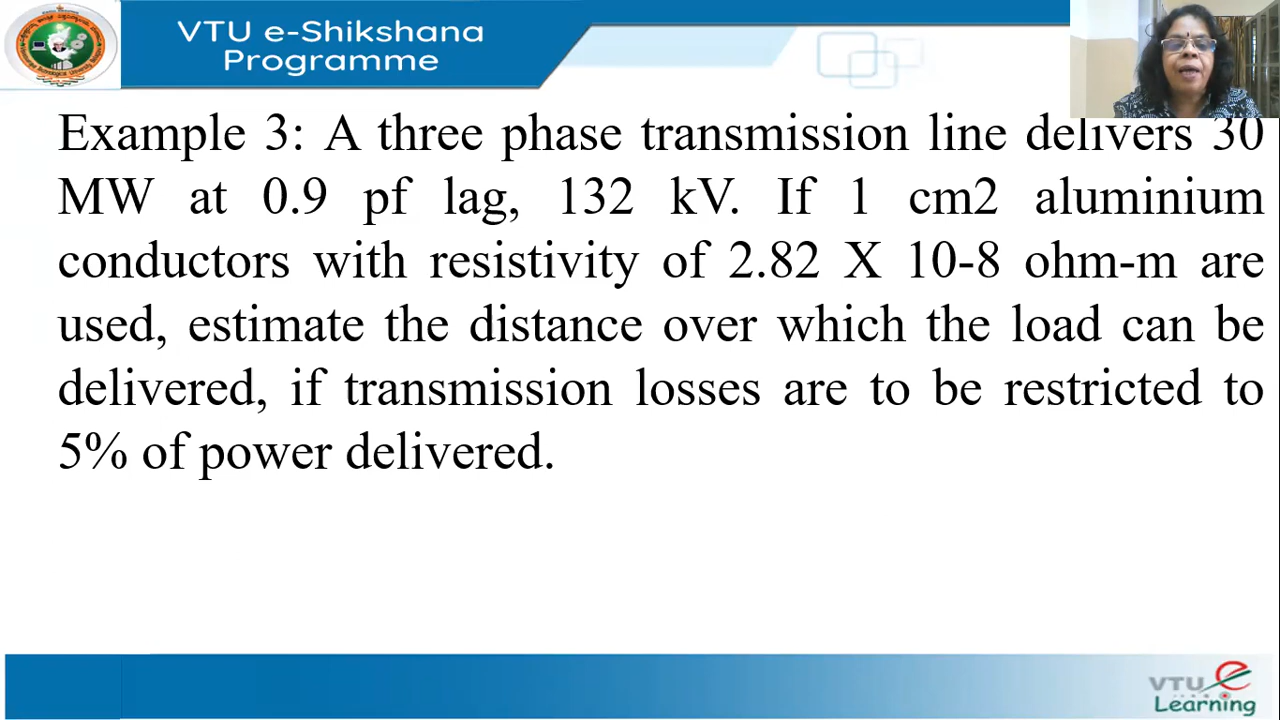 VTU e-Shikshana
Programme
Example 3: A three phase transmission line delivers 30
MW at 0.9 pf lag, 132 kV. If 1 cm2 aluminium
conductors with resistivity of 2.82 X 10-8 ohm-m are
used, estimate the distance over which the load can be
delivered, if transmission losses are to be restricted to
5% of power delivered.
VTU e
Learning